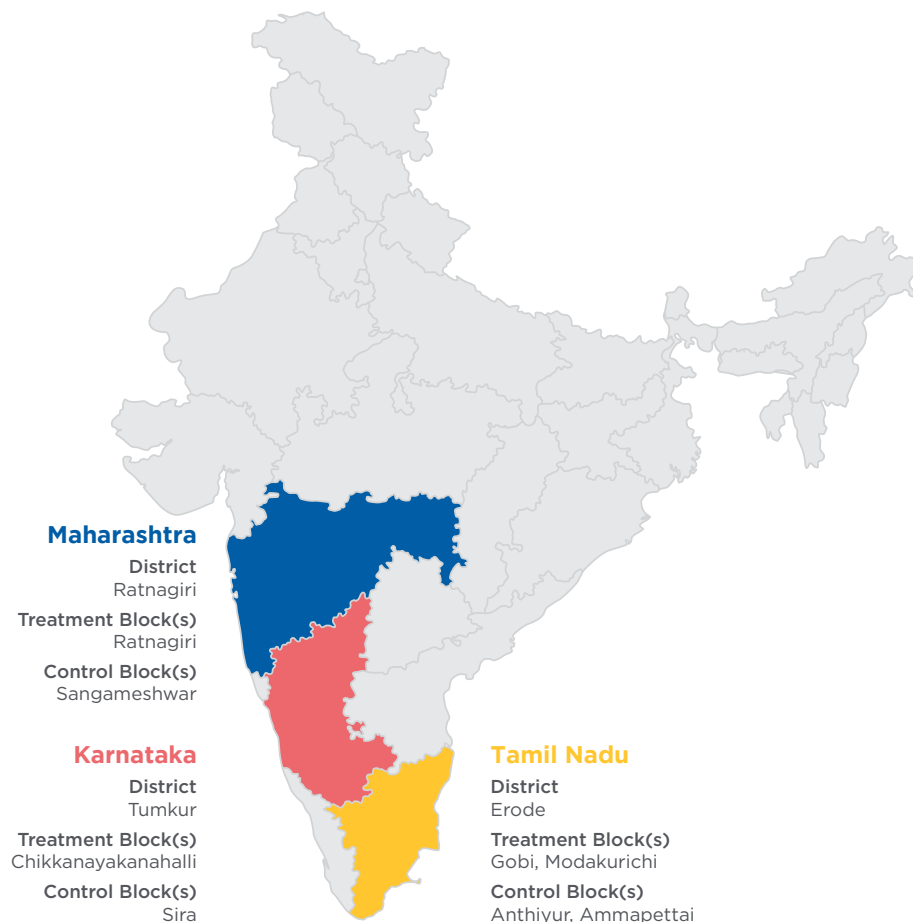 Maharashtra
District
Ratnagiri
Treatment Block(s)
Ratnagiri
Control Block(s)
Sangameshwar
Karnataka
District
Tumkur
Treatment Block(s)
Chikkanayakanahalli
Control Block(s)
Sira
Tamil Nadu
District
Erode
Treatment Block(s)
Gobi, Modakurichi
Control Block(s)
Anthiyur, Ammapettai